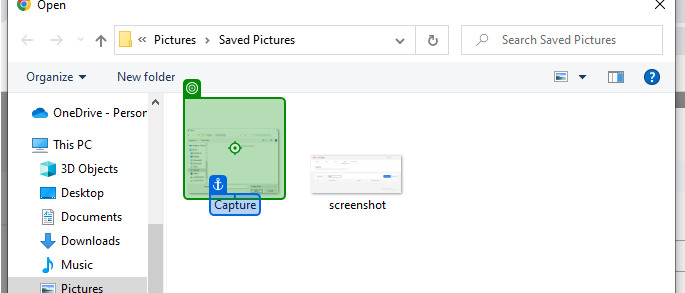 Open
Pictures
Saved Pictures
Search Saved Pictures
Organize
New folder
OneDrive - Person
This PC
3D Objects
Desktop
Documents
Downloads
Music
Pictures
Capture
screenshot